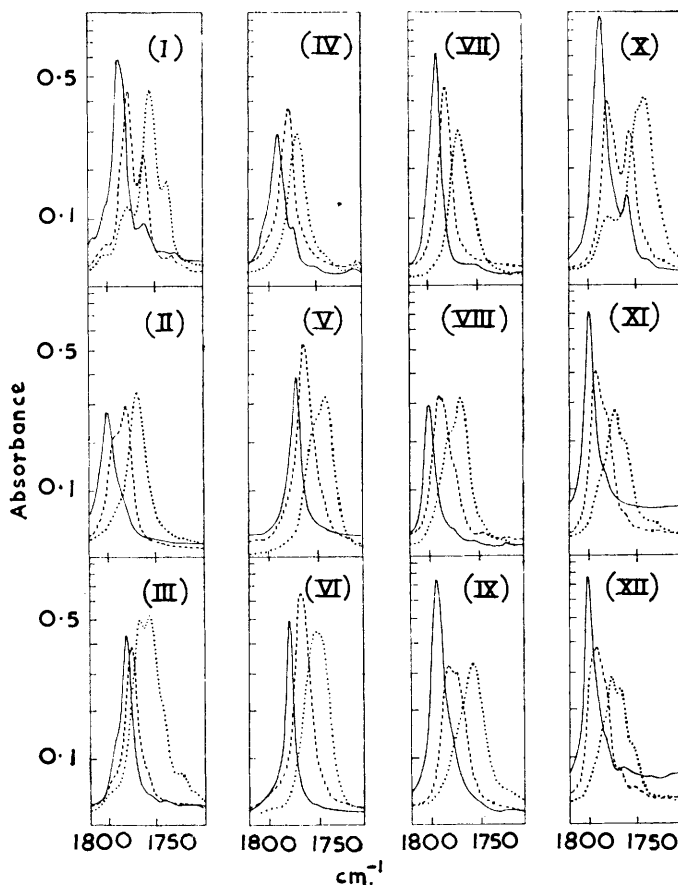 (I) (IV) (VII) (X)
0.5
0.1
(II) (V) (VIII) (XI)
0.5
0.1
(III) (VI) (IX) (XII)
0.5
0.1
Absorbance
1800 1750 1800 1750 1800 1750 1800 1750
cm.-1